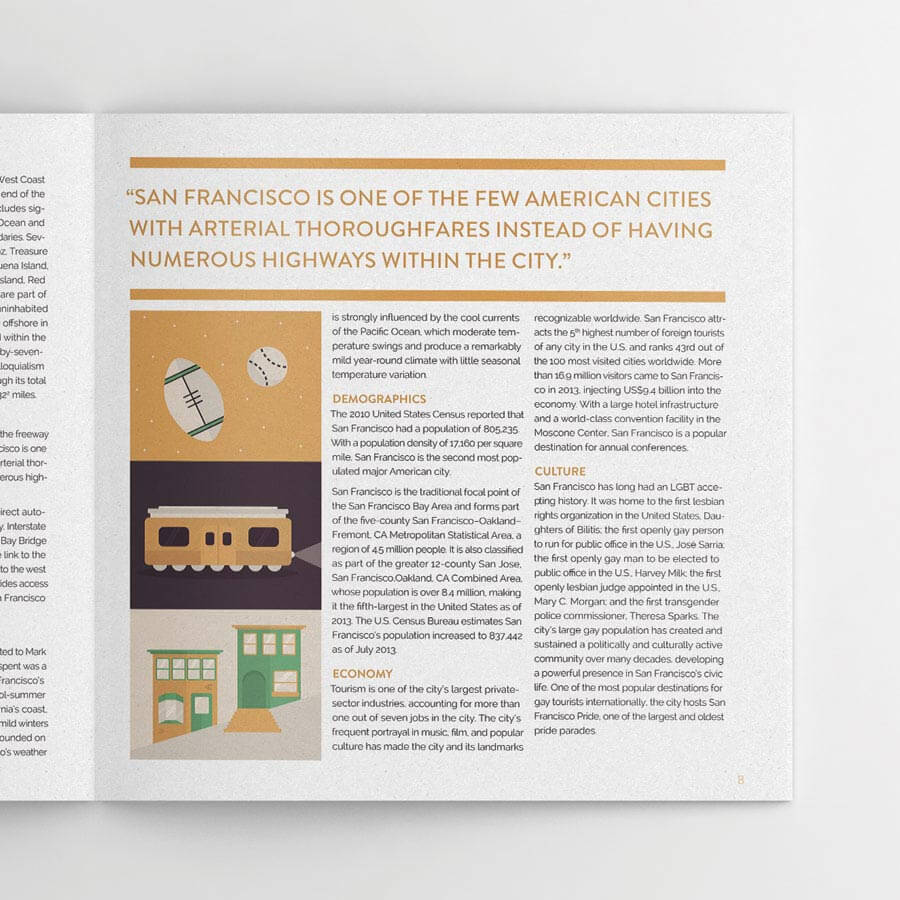 West Coast
end of the
cludes sig-
Ocean and
daries. Sev-
z, Treasure
uena Island,
sland, Red
are part of
ninhabited
offshore in
within the
by-seven-
lloquialism
ugh its total
32² miles.
the freeway
cisco is one
rterial thor-
erous high-
irect auto-
y. Interstate
Bay Bridge
link to the
to the west
ides access
n Francisco
ted to Mark
spent was a
Francisco's
ol-summer
nia's coast,
mild winters
ounded on
o's weather
“SAN FRANCISCO IS ONE OF THE FEW AMERICAN CITIES
WITH ARTERIAL THOROUGHFARES INSTEAD OF HAVING
NUMEROUS HIGHWAYS WITHIN THE CITY.”
is strongly influenced by the cool currents
of the Pacific Ocean, which moderate tem-
perature swings and produce a remarkably
mild year-round climate with little seasonal
temperature variation.
DEMOGRAPHICS
The 2010 United States Census reported that
San Francisco had a population of 805,235.
With a population density of 17,160 per square
mile, San Francisco is the second most pop-
ulated major American city.
San Francisco is the traditional focal point of
the San Francisco Bay Area and forms part
of the five-county San Francisco–Oakland–
Fremont, CA Metropolitan Statistical Area, a
region of 4.5 million people. It is also classified
as part of the greater 12-county San Jose,
San Francisco,Oakland, CA Combined Area,
whose population is over 8.4 million, making
it the fifth-largest in the United States as of
2013. The U.S. Census Bureau estimates San
Francisco's population increased to 837,442
as of July 2013.
ECONOMY
Tourism is one of the city's largest private-
sector industries, accounting for more than
one out of seven jobs in the city. The city's
frequent portrayal in music, film, and popular
culture has made the city and its landmarks
recognizable worldwide. San Francisco attr-
acts the 5th highest number of foreign tourists
of any city in the U.S. and ranks 43rd out of
the 100 most visited cities worldwide. More
than 16.9 million visitors came to San Francis-
co in 2013, injecting US$9.4 billion into the
economy. With a large hotel infrastructure
and a world-class convention facility in the
Moscone Center, San Francisco is a popular
destination for annual conferences.
CULTURE
San Francisco has long had an LGBT acce-
pting history. It was home to the first lesbian
rights organization in the United States, Dau-
ghters of Bilitis; the first openly gay person
to run for public office in the U.S., José Sarria;
the first openly gay man to be elected to
public office in the U.S., Harvey Milk; the first
openly lesbian judge appointed in the U.S.,
Mary C. Morgan; and the first transgender
police commissioner, Theresa Sparks. The
city's large gay population has created and
sustained a politically and culturally active
community over many decades, developing
a powerful presence in San Francisco's civic
life. One of the most popular destinations for
gay tourists internationally, the city hosts San
Francisco Pride, one of the largest and oldest
pride parades.
8